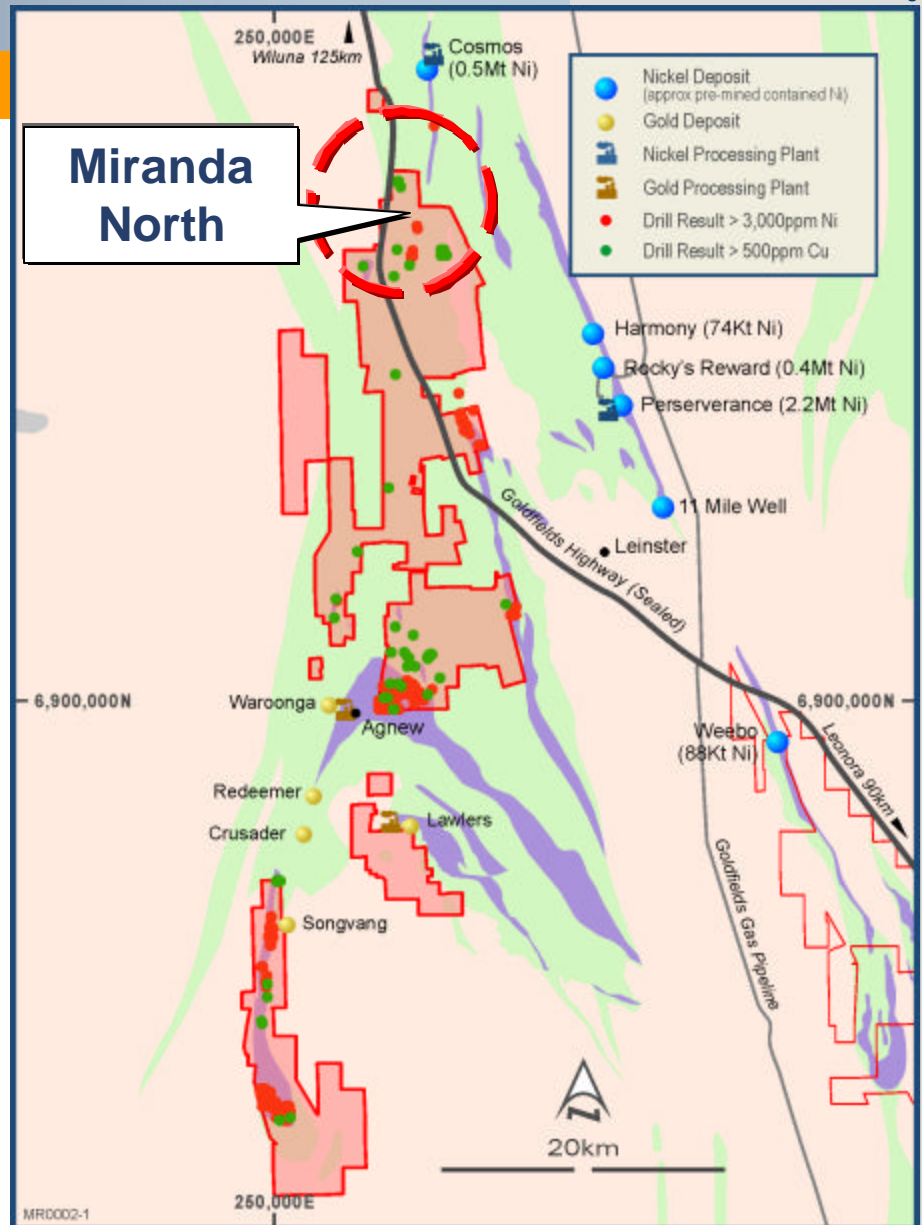 250,000E
Wiluna 125km
Cosmos
(0.5Mt Ni)
Miranda
North
Nickel Deposit
(approx pre-mined contained Ni)
Gold Deposit
Nickel Processing Plant
Gold Processing Plant
Drill Result > 3,000ppm Ni
Drill Result > 500ppm Cu
Harmony (74Kt Ni)
Rocky's Reward (0.4Mt Ni)
Perserverance (2.2Mt Ni)
11 Mile Well
Goldfields Highway (Sealed)
Leinster
6,900,000N
6,900,000N
Waroonga
Agnew
Weebo
(88Kt Ni)
Leonora 90km
Redeemer
Crusader
Lawlers
Goldfields Gas Pipeline
Songvang
N
20km
250,000E
MR0002-1